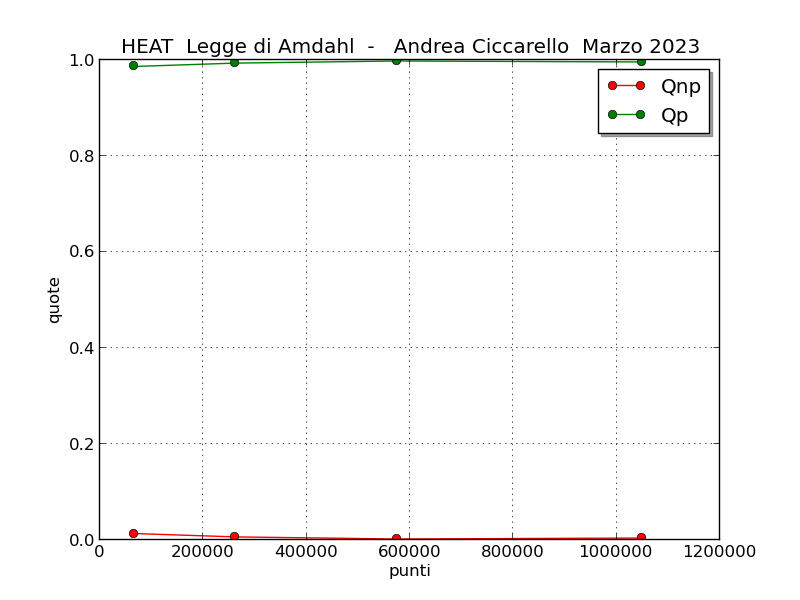 HEAT  Legge di Amdahl  -   Andrea Ciccarello  Marzo 2023
1.0
0.8
0.6
0.4
0.2
0.0
quote
Qnp
Qp
0 200000 400000 600000 800000 1000000 1200000
punti